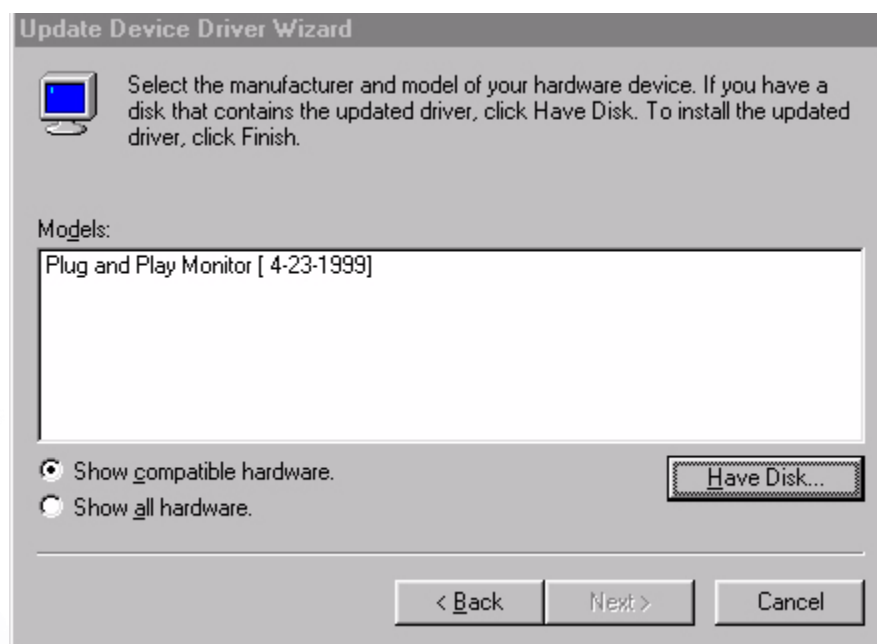 Update Device Driver Wizard
Select the manufacturer and model of your hardware device. If you have a
disk that contains the updated driver, click Have Disk. To install the updated
driver, click Finish.
Models:
Plug and Play Monitor [ 4-23-1999]
Show compatible hardware.
Have Disk...
Show all hardware.
< Back
Next >
Cancel